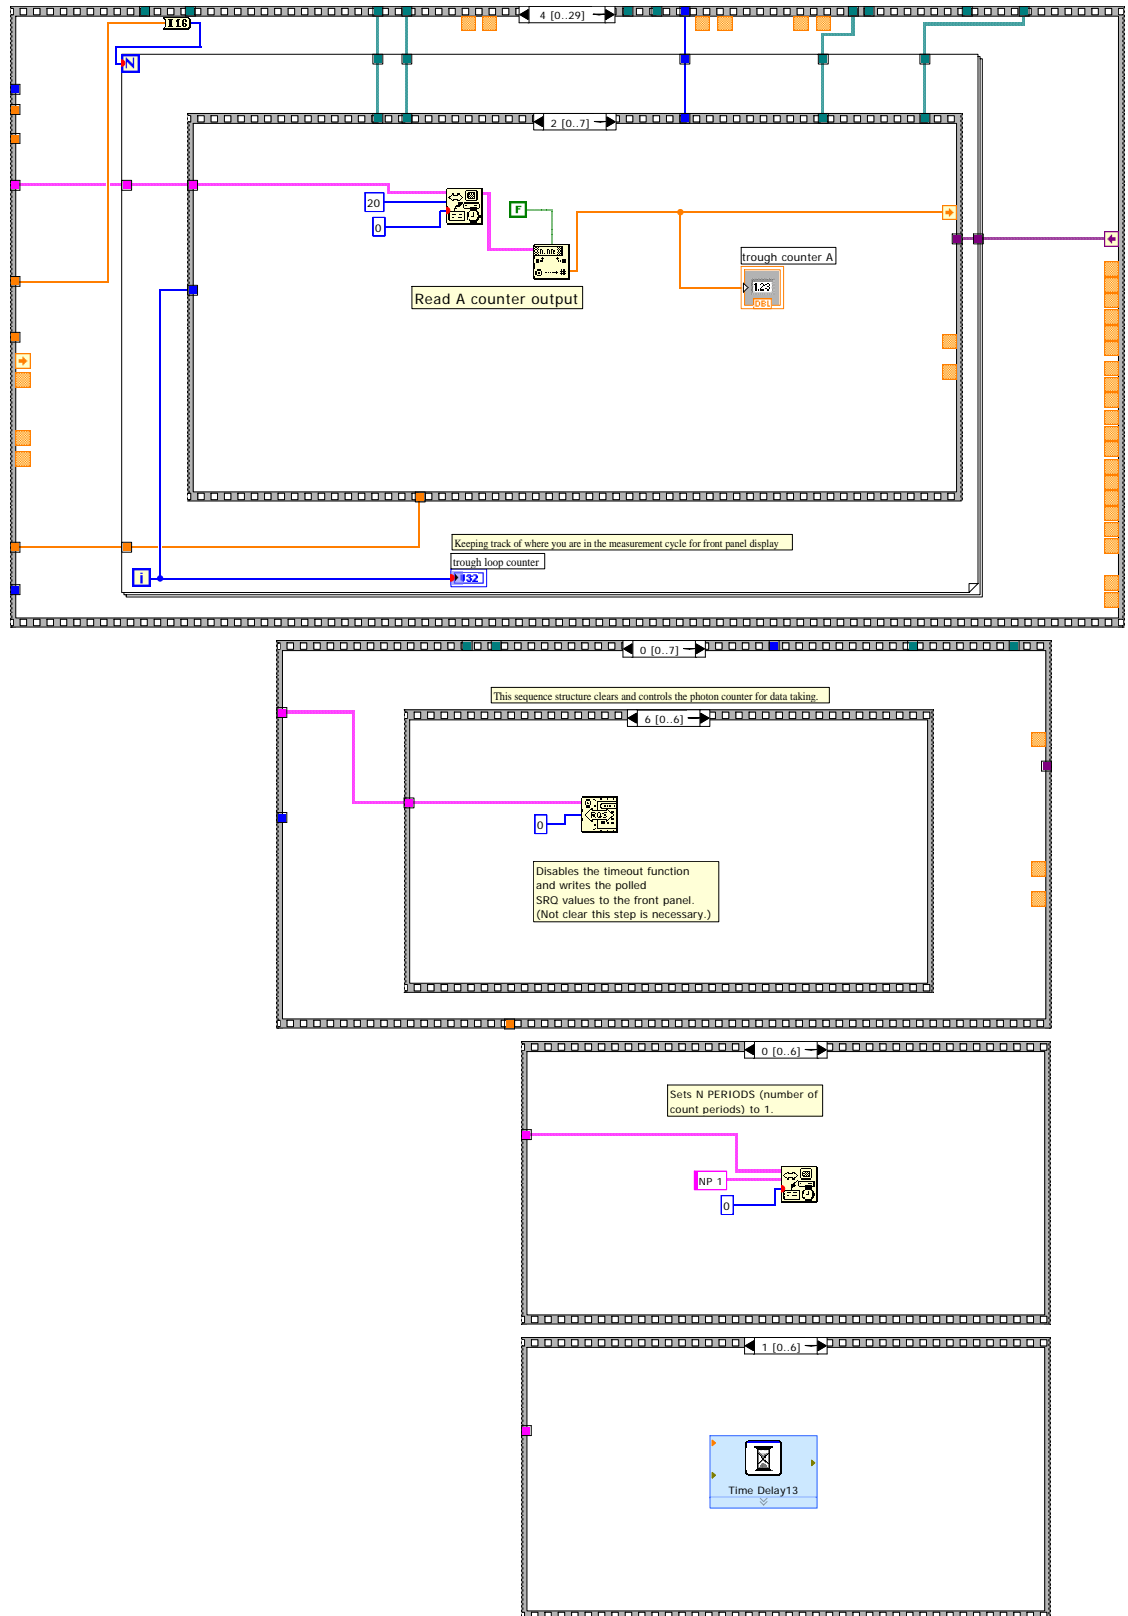 4 [0..29]
I16
N
2 [0..7]
20
0
F
trough counter A
1.23
DBL
Read A counter output
Keeping track of where you are in the measurement cycle for front panel display
trough loop counter
i
I32
0 [0..7]
This sequence structure clears and controls the photon counter for data taking.
6 [0..6]
RQS
0
Disables the timeout function
and writes the polled
SRQ values to the front panel.
(Not clear this step is necessary.)
0 [0..6]
Sets N PERIODS (number of
count periods) to 1.
NP 1
0
1 [0..6]
Time Delay13